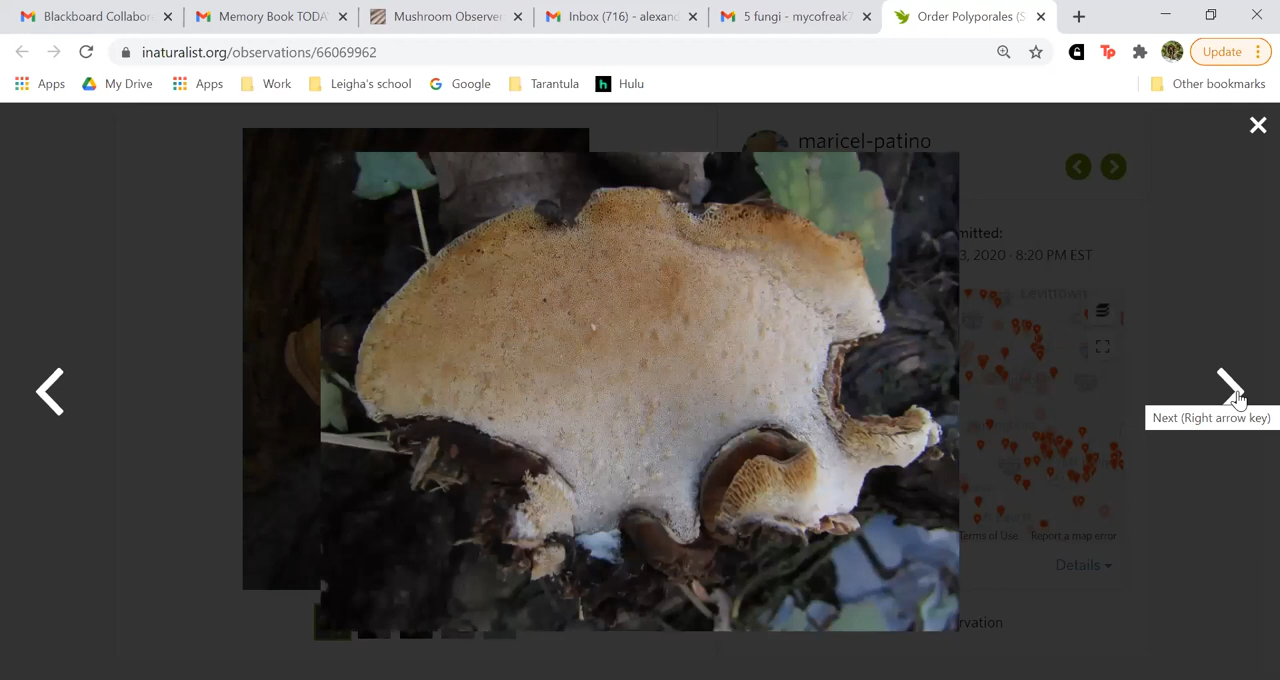 Blackboard Collabor
Memory Book TODA
Mushroom Observer
Inbox (716) - alexand
5 fungi - mycofreak7
Order Polyporales (S
inaturalist.org/observations/66069962
Tp
Update
Apps
My Drive
Apps
Work
Leigha's school
Google
Tarantula
h
Hulu
Other bookmarks
maricel-patino
mitted:
3, 2020 · 8:20 PM EST
Levittown
Next (Right arrow key)
Terms of Use
Report a map error
Details
rvation